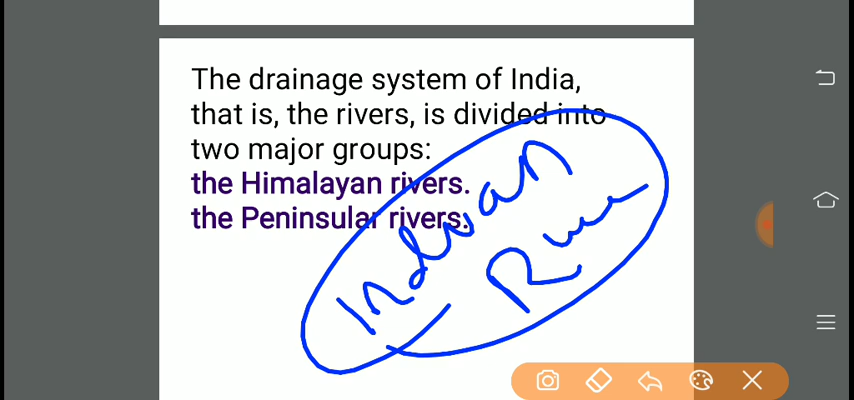 The drainage system of India,
that is, the rivers, is divided into
two major groups:
the Himalayan rivers.
the Peninsular rivers.
Indian